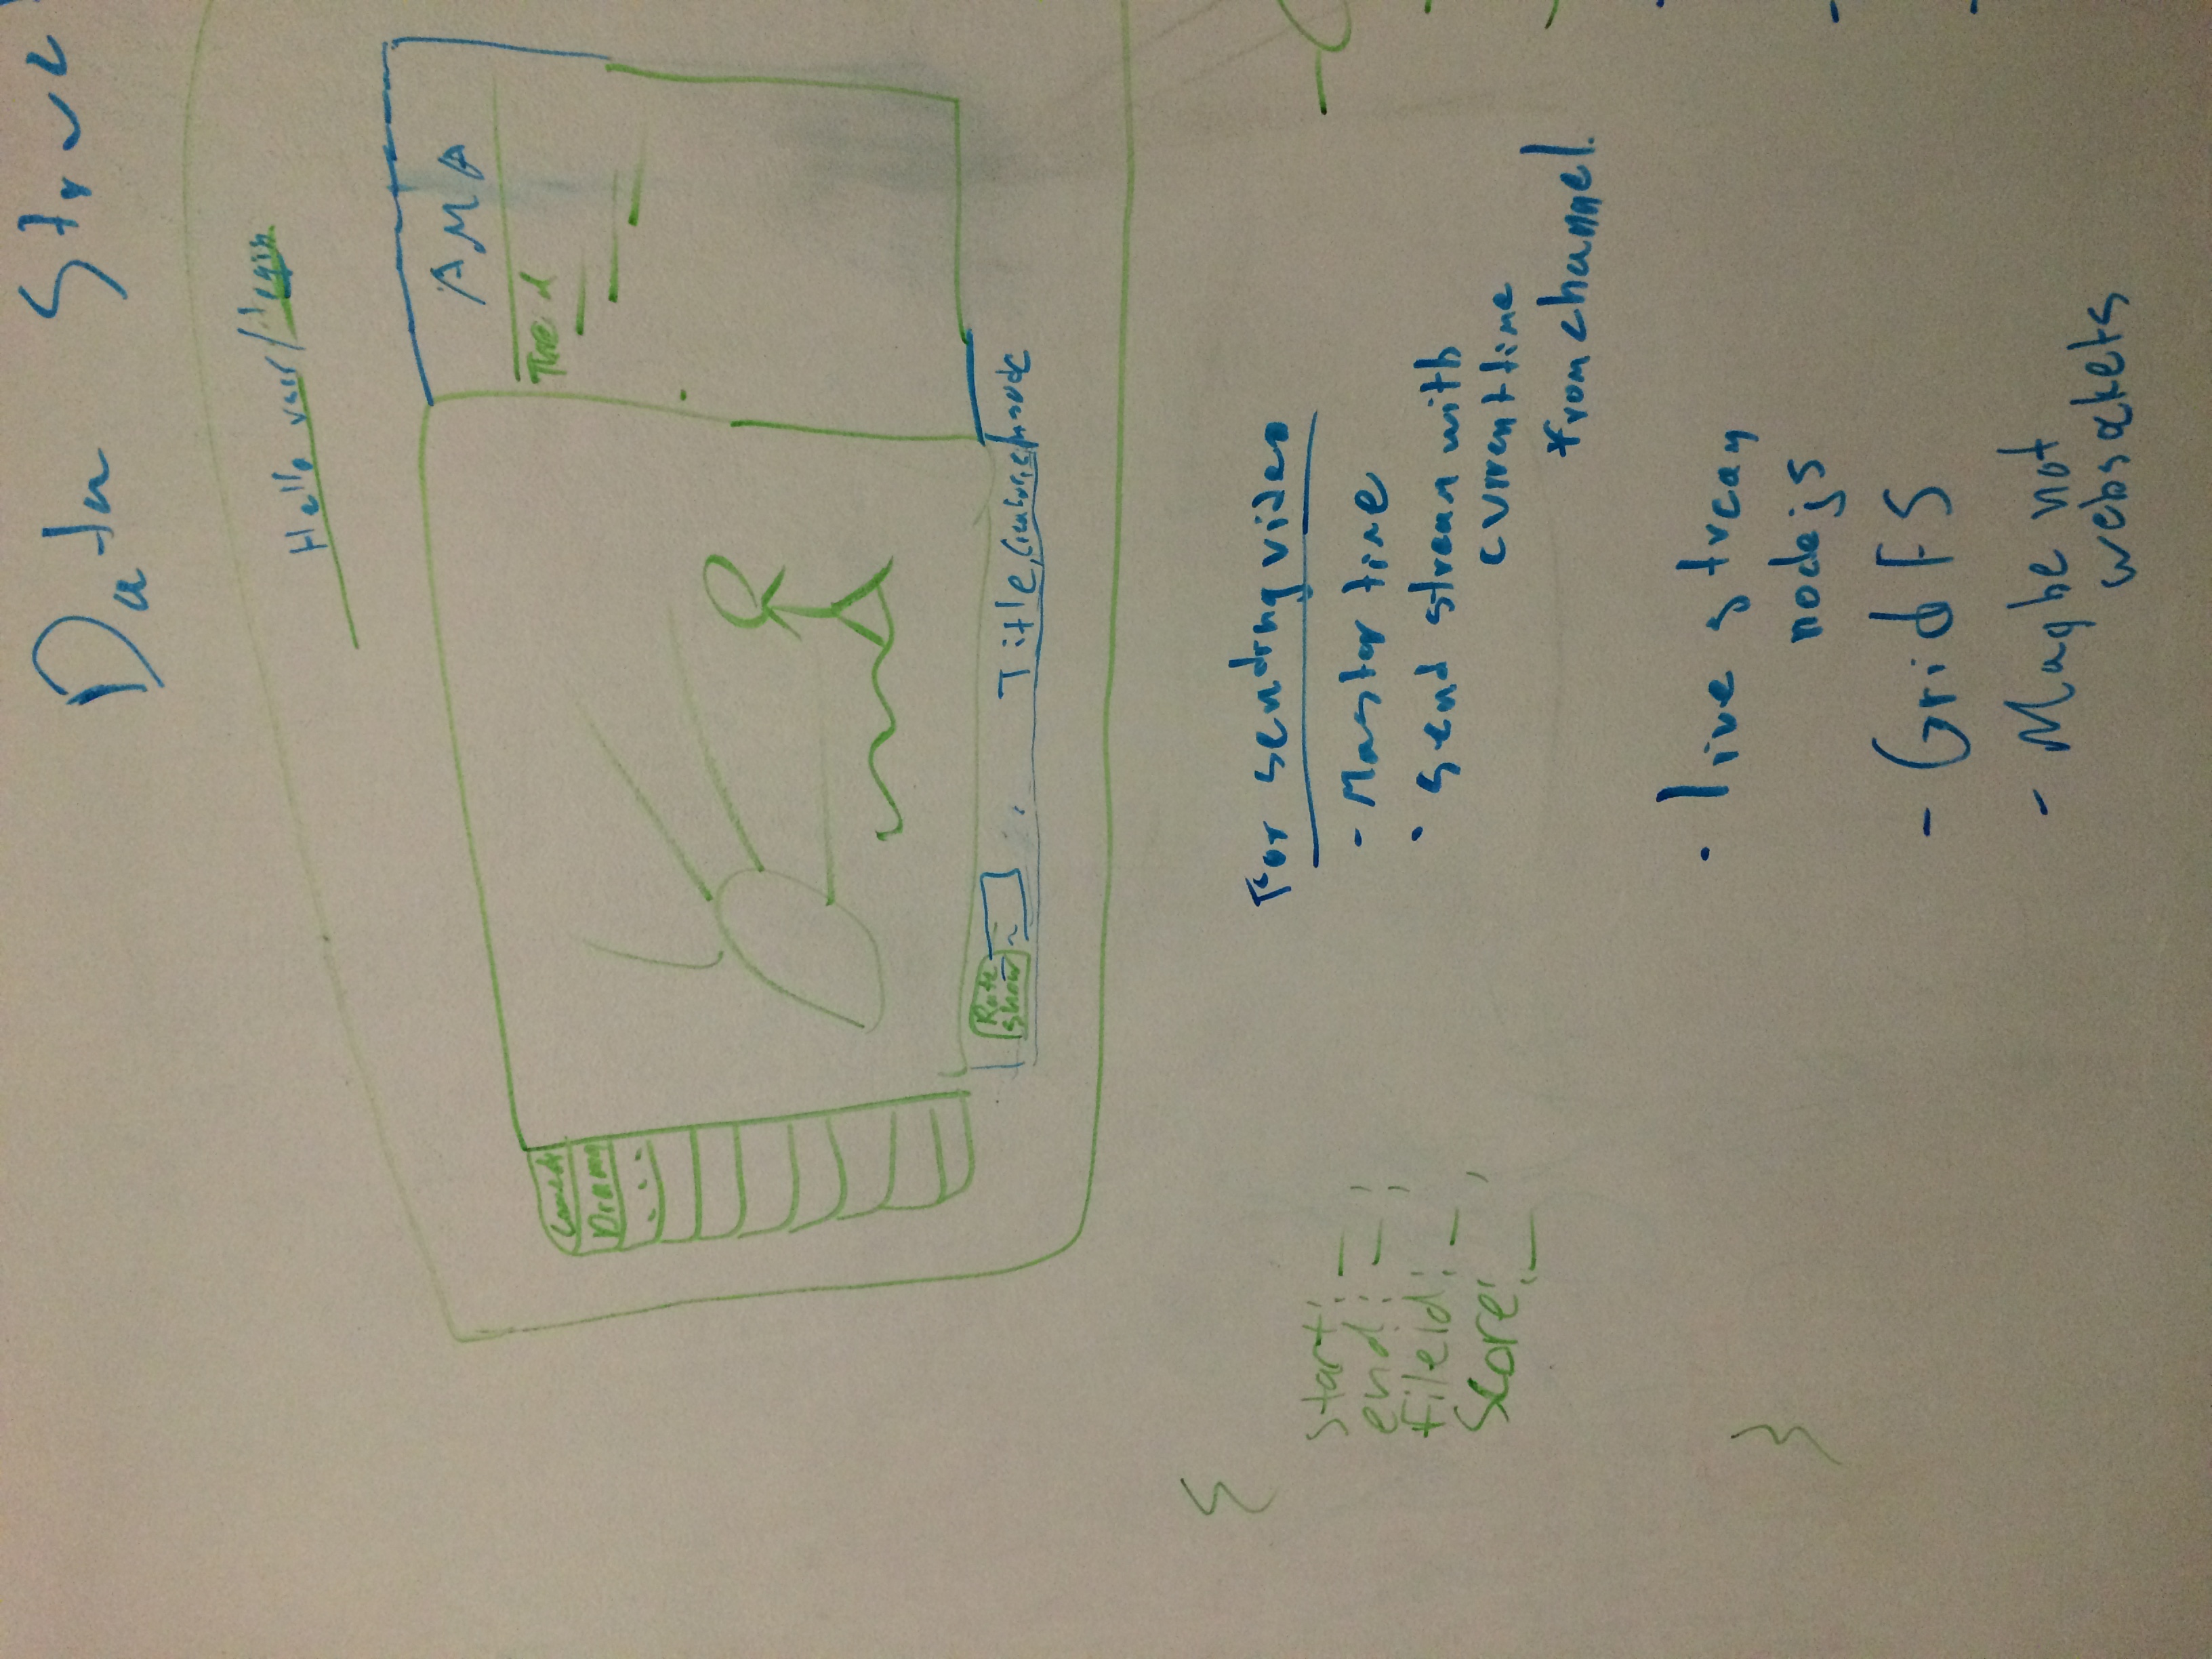 Data Struc
Hello user/login
AMA
Thread
Comedy
Drama
...
Rate
show
Title, Creator, episode
{
start: _
end: _,
fileid: _,
Score: _
}
For sending video
- Master time
- send stream with
current time
from channel.
- live stream
nodejs
- GridFS
- Maybe not
websockets